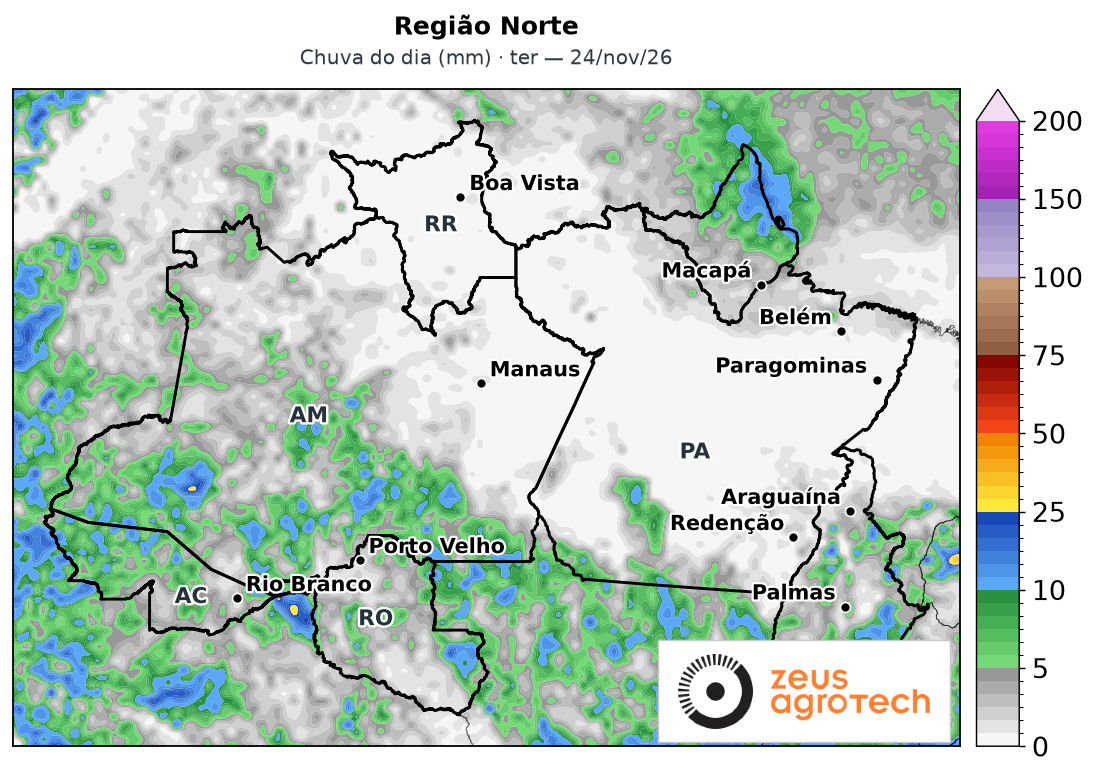 Região Norte
Chuva do dia (mm) · ter — 24/nov/26
200
150
100
75
50
25
10
5
0
Boa Vista
RR
Macapá
Belém
Manaus
Paragominas
AM
PA
Araguaína
Redenção
Porto Velho
Rio Branco
AC
RO
Palmas
zeus
agrotech